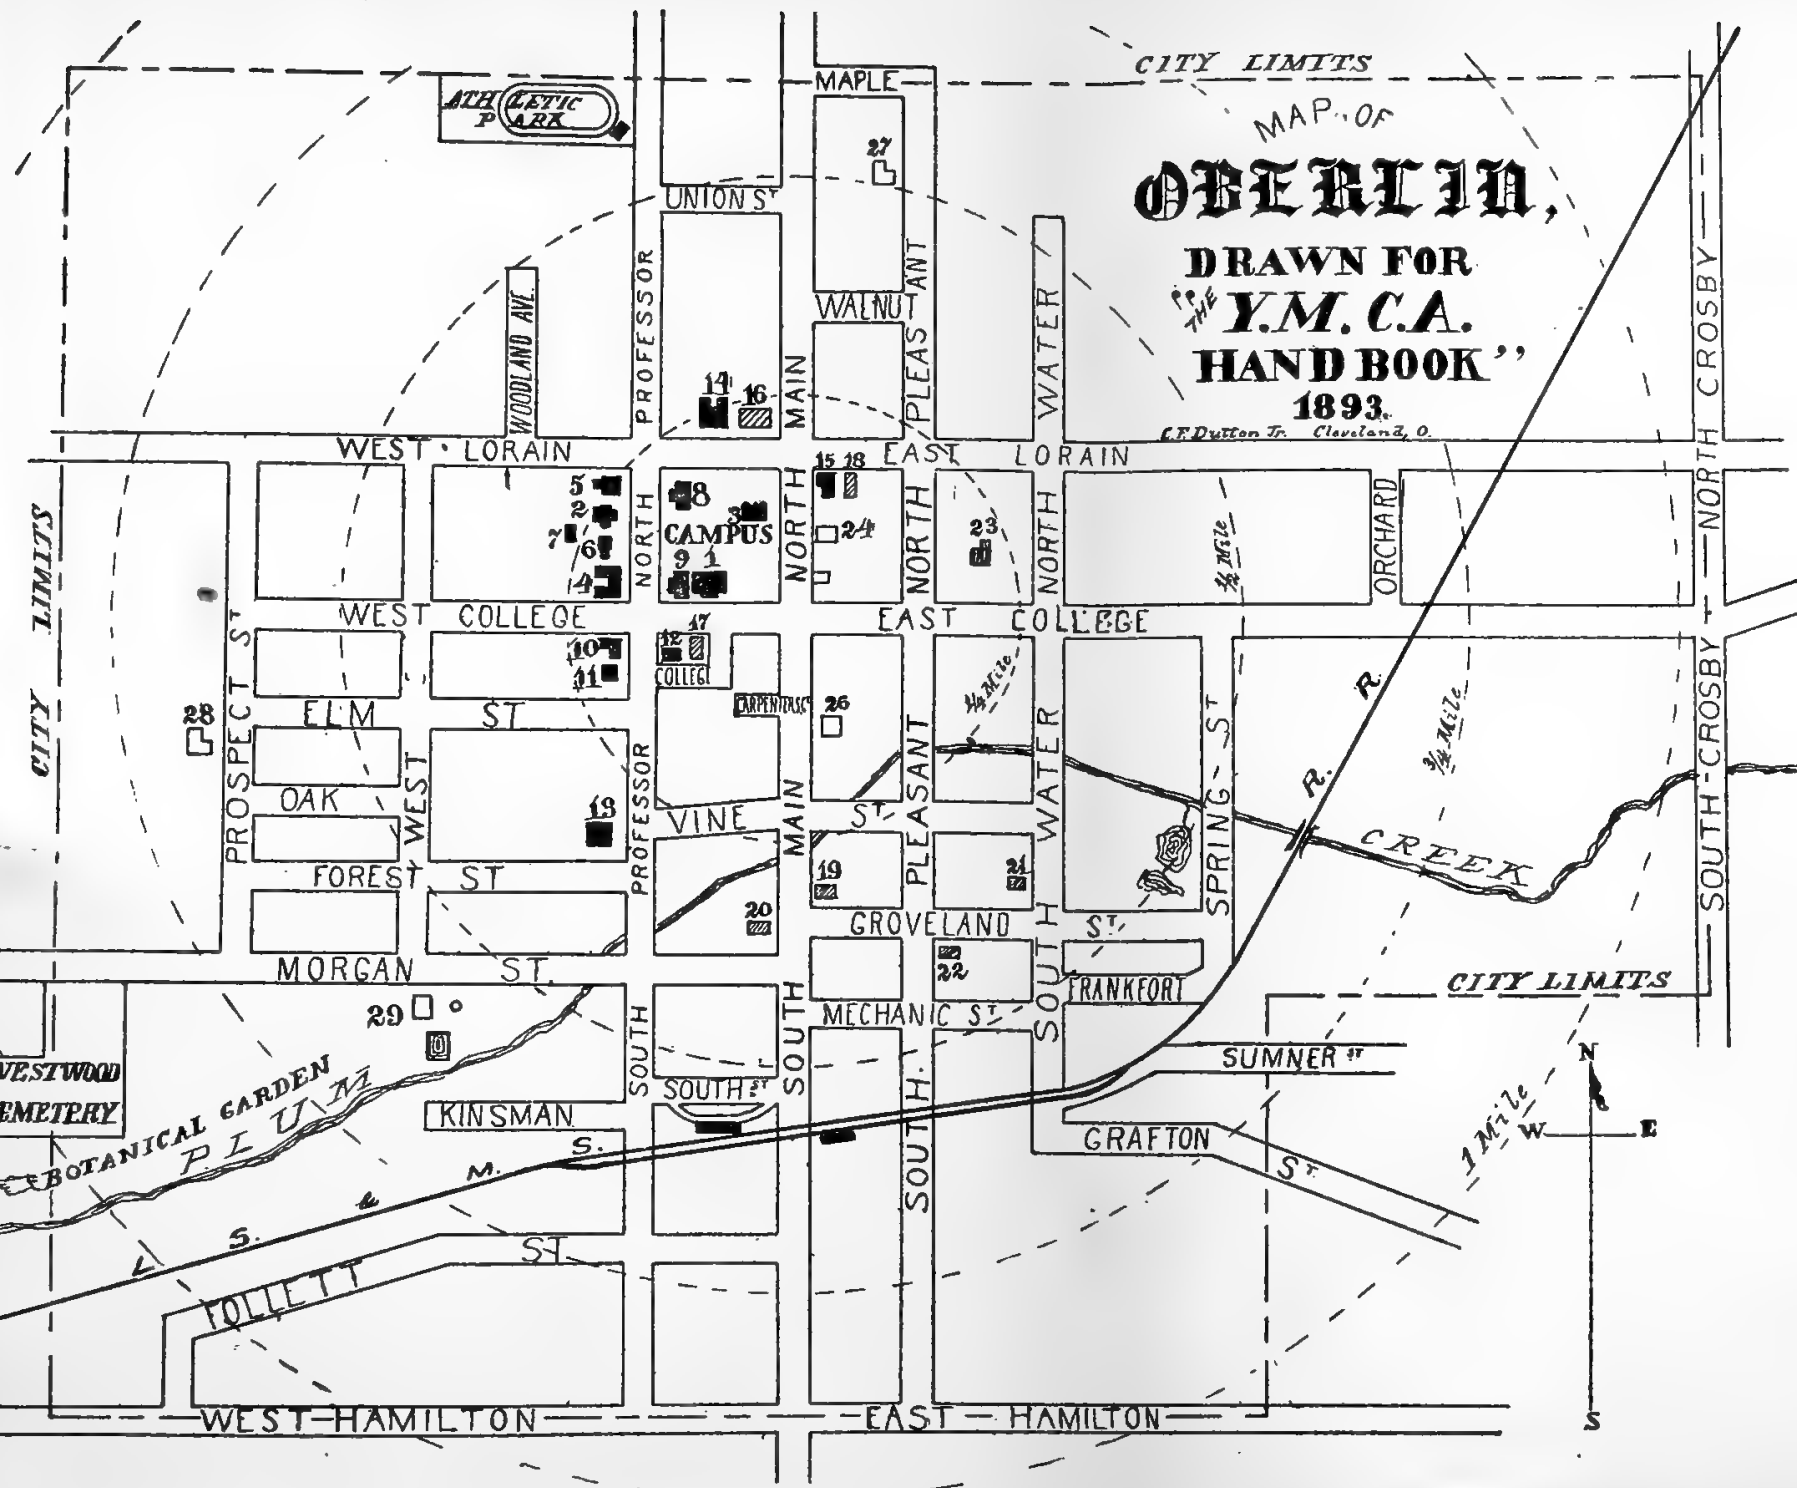 CITY LIMITS
MAP OF
OBERLIN,
DRAWN FOR
"THE
Y.M.C.A.
HAND BOOK"
1893.
C.F. Dutton Jr. Cleveland, O.
ATHLETIC
PARK
MAPLE
27
UNION ST
WALNUT
WOODLAND AVE.
PROFESSOR
MAIN
PLEASANT
WATER
NORTH CROSBY
14
16
WEST LORAIN
EAST LORAIN
5
2
7
6
4
8
3
CAMPUS
9
1
15
18
24
23
NORTH
NORTH
NORTH
NORTH
1/2 Mile
ORCHARD
CITY LIMITS
WEST COLLEGE
EAST COLLEGE
10
11
12
17
COLLEGE
CARPENTERS CT
26
1/4 Mile
3/4 Mile
28
PROSPECT ST
ELM ST
OAK
WEST
13
PROFESSOR
VINE ST.
MAIN
PLEASANT
WATER
SPRING ST
R. R.
CREEK
SOUTH CROSBY
FOREST ST
19
20
21
22
GROVELAND ST
MORGAN ST.
29
FRANKFORT
MECHANIC ST
SOUTH
SOUTH
SOUTH
SOUTH.
SUMNER ST
CITY LIMITS
WESTWOOD
CEMETERY
BOTANICAL GARDEN
PLUM
SOUTH ST
KINSMAN
GRAFTON ST
L. S. & M. S.
FOLLETT ST
1 Mile
N
W
E
S
WEST HAMILTON
EAST HAMILTON